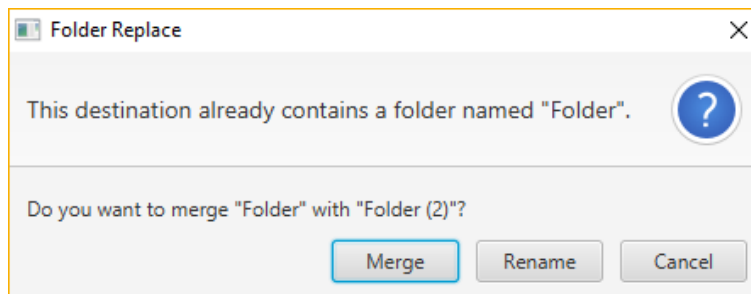 Folder Replace
This destination already contains a folder named "Folder".
?
Do you want to merge "Folder" with "Folder (2)"?
Merge Rename Cancel